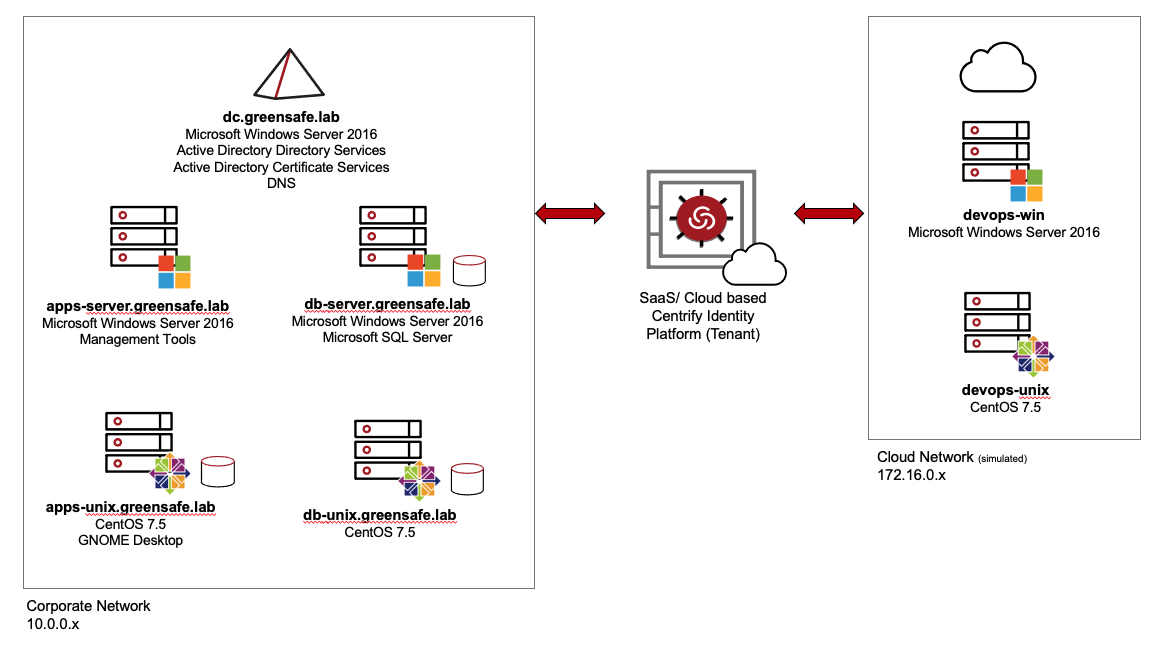 dc.greensafe.lab
Microsoft Windows Server 2016
Active Directory Directory Services
Active Directory Certificate Services
DNS
apps-server.greensafe.lab
Microsoft Windows Server 2016
Management Tools
db-server.greensafe.lab
Microsoft Windows Server 2016
Microsoft SQL Server
apps-unix.greensafe.lab
CentOS 7.5
GNOME Desktop
db-unix.greensafe.lab
CentOS 7.5
Corporate Network
10.0.0.x
SaaS/ Cloud based
Centrify Identity
Platform (Tenant)
devops-win
Microsoft Windows Server 2016
devops-unix
CentOS 7.5
Cloud Network (simulated)
172.16.0.x